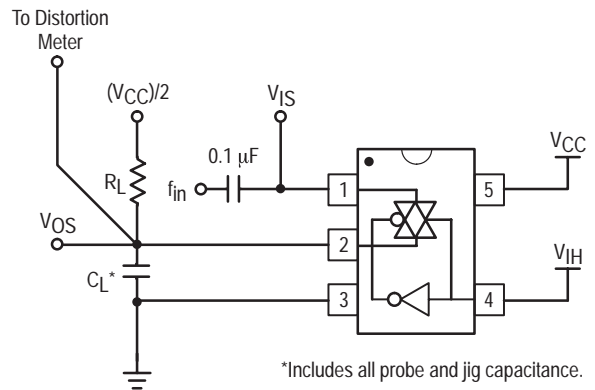 To Distortion
Meter
(VCC)/2
VIS
0.1 μF
fin
RL
VOS
CL*
VCC
VIH
1
2
3
5
4
*Includes all probe and jig capacitance.